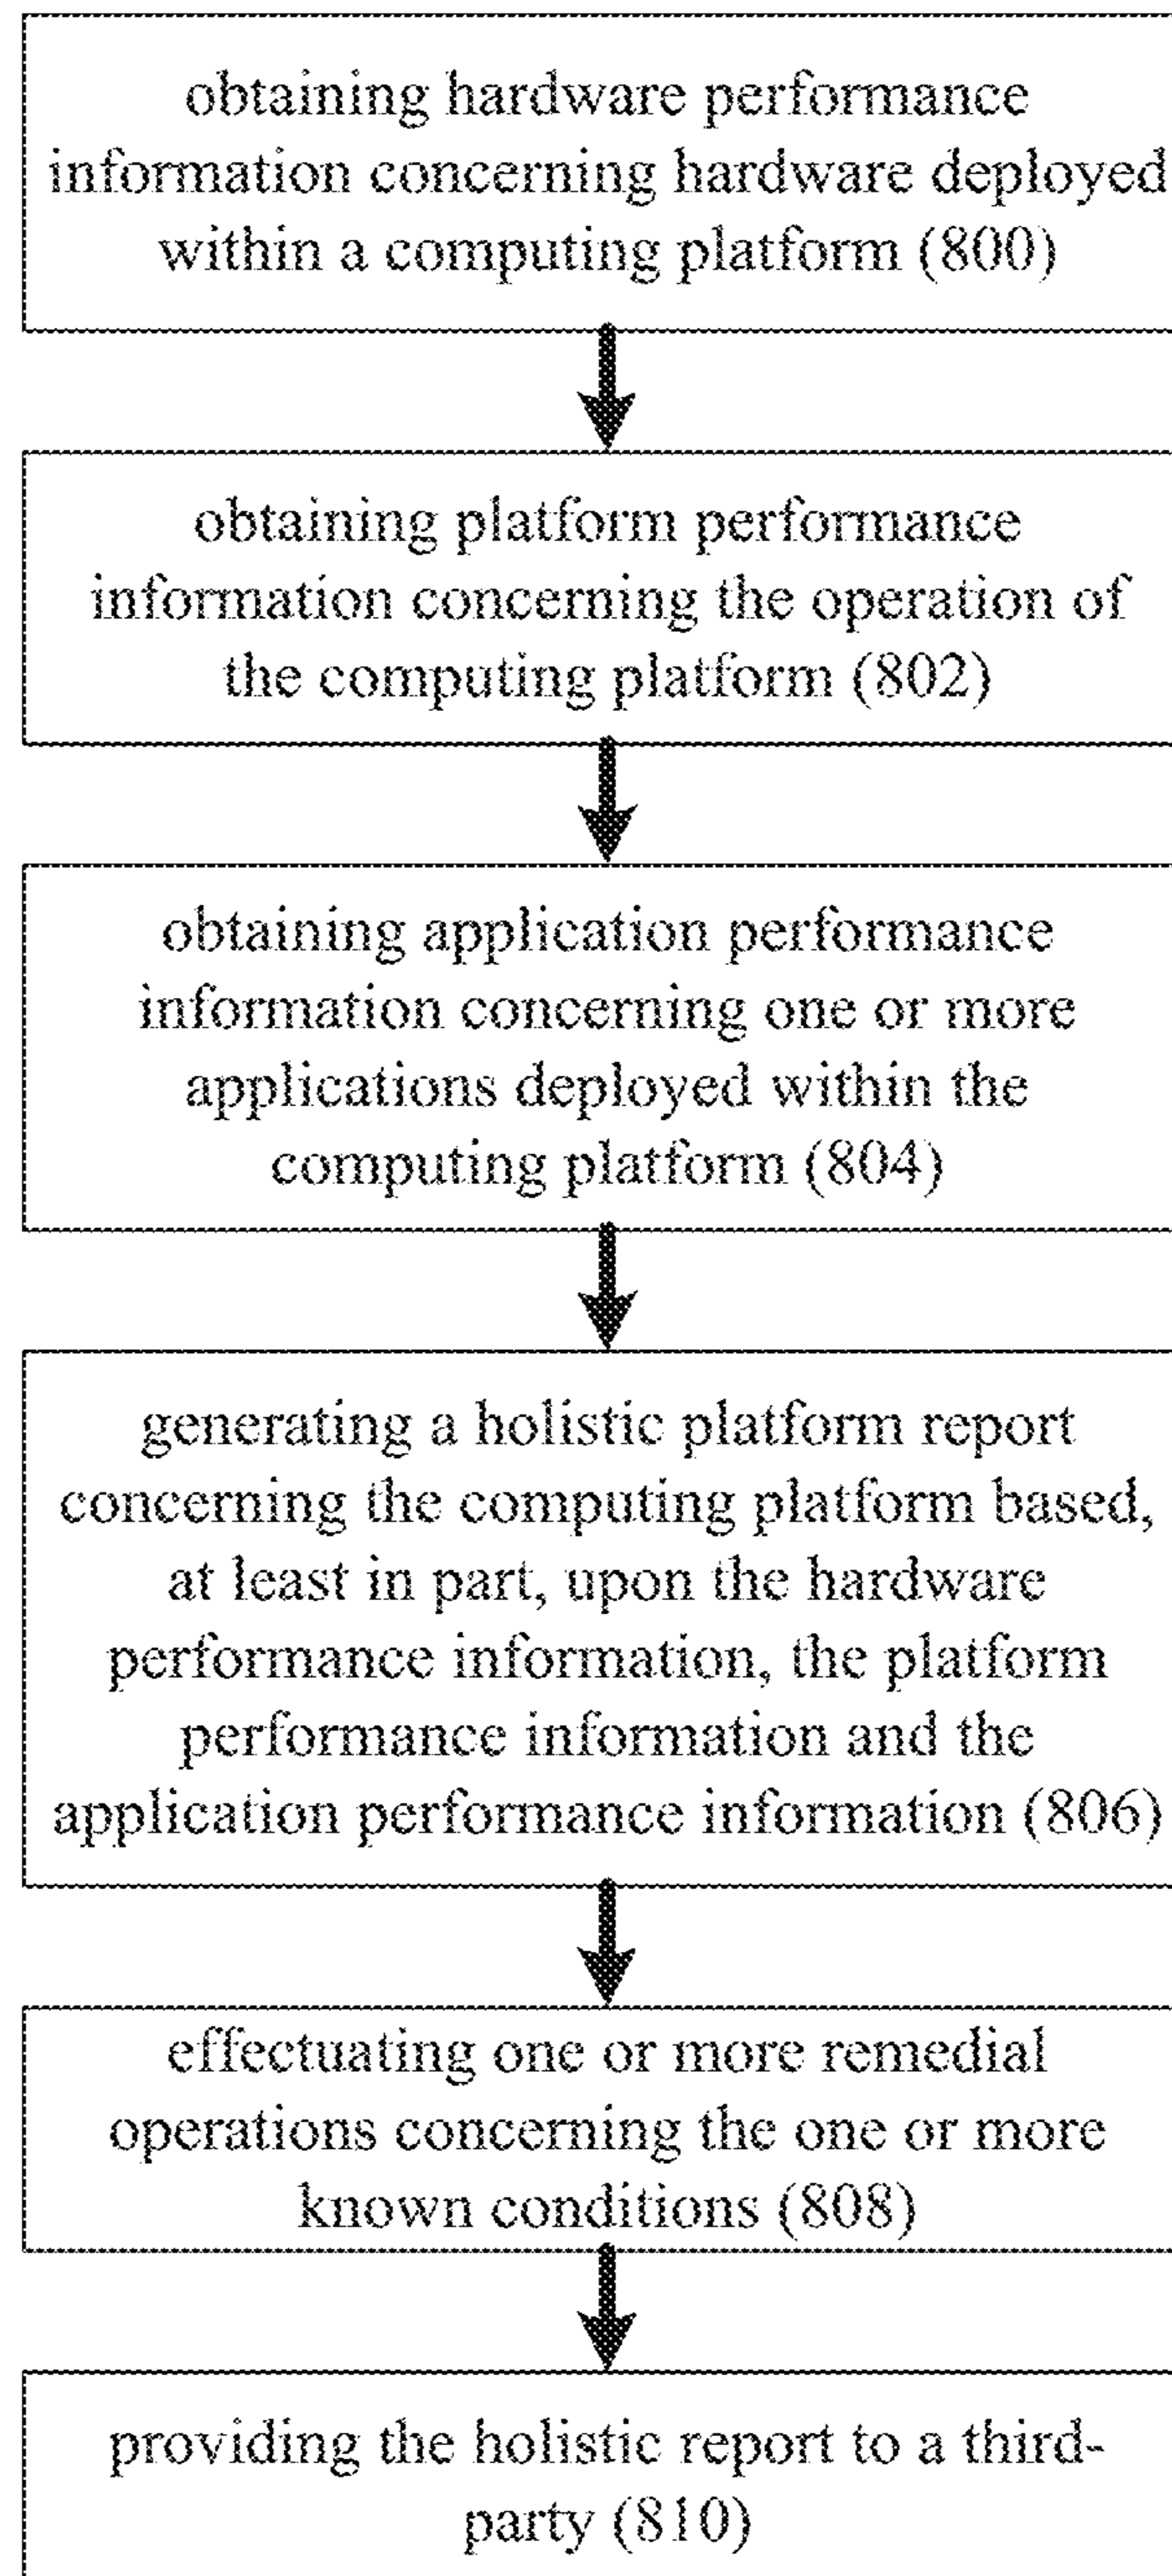 obtaining hardware performance
information concerning hardware deployed
within a computing platform (800)
obtaining platform performance
information concerning the operation of
the computing platform (802)
obtaining application performance
information concerning one or more
applications deployed within the
computing platform (804)
generating a holistic platform report
concerning the computing platform based,
at least in part, upon the hardware
performance information, the platform
performance information and the
application performance information (806)
effectuating one or more remedial
operations concerning the one or more
known conditions (808)
providing the holistic report to a third-
party (810)